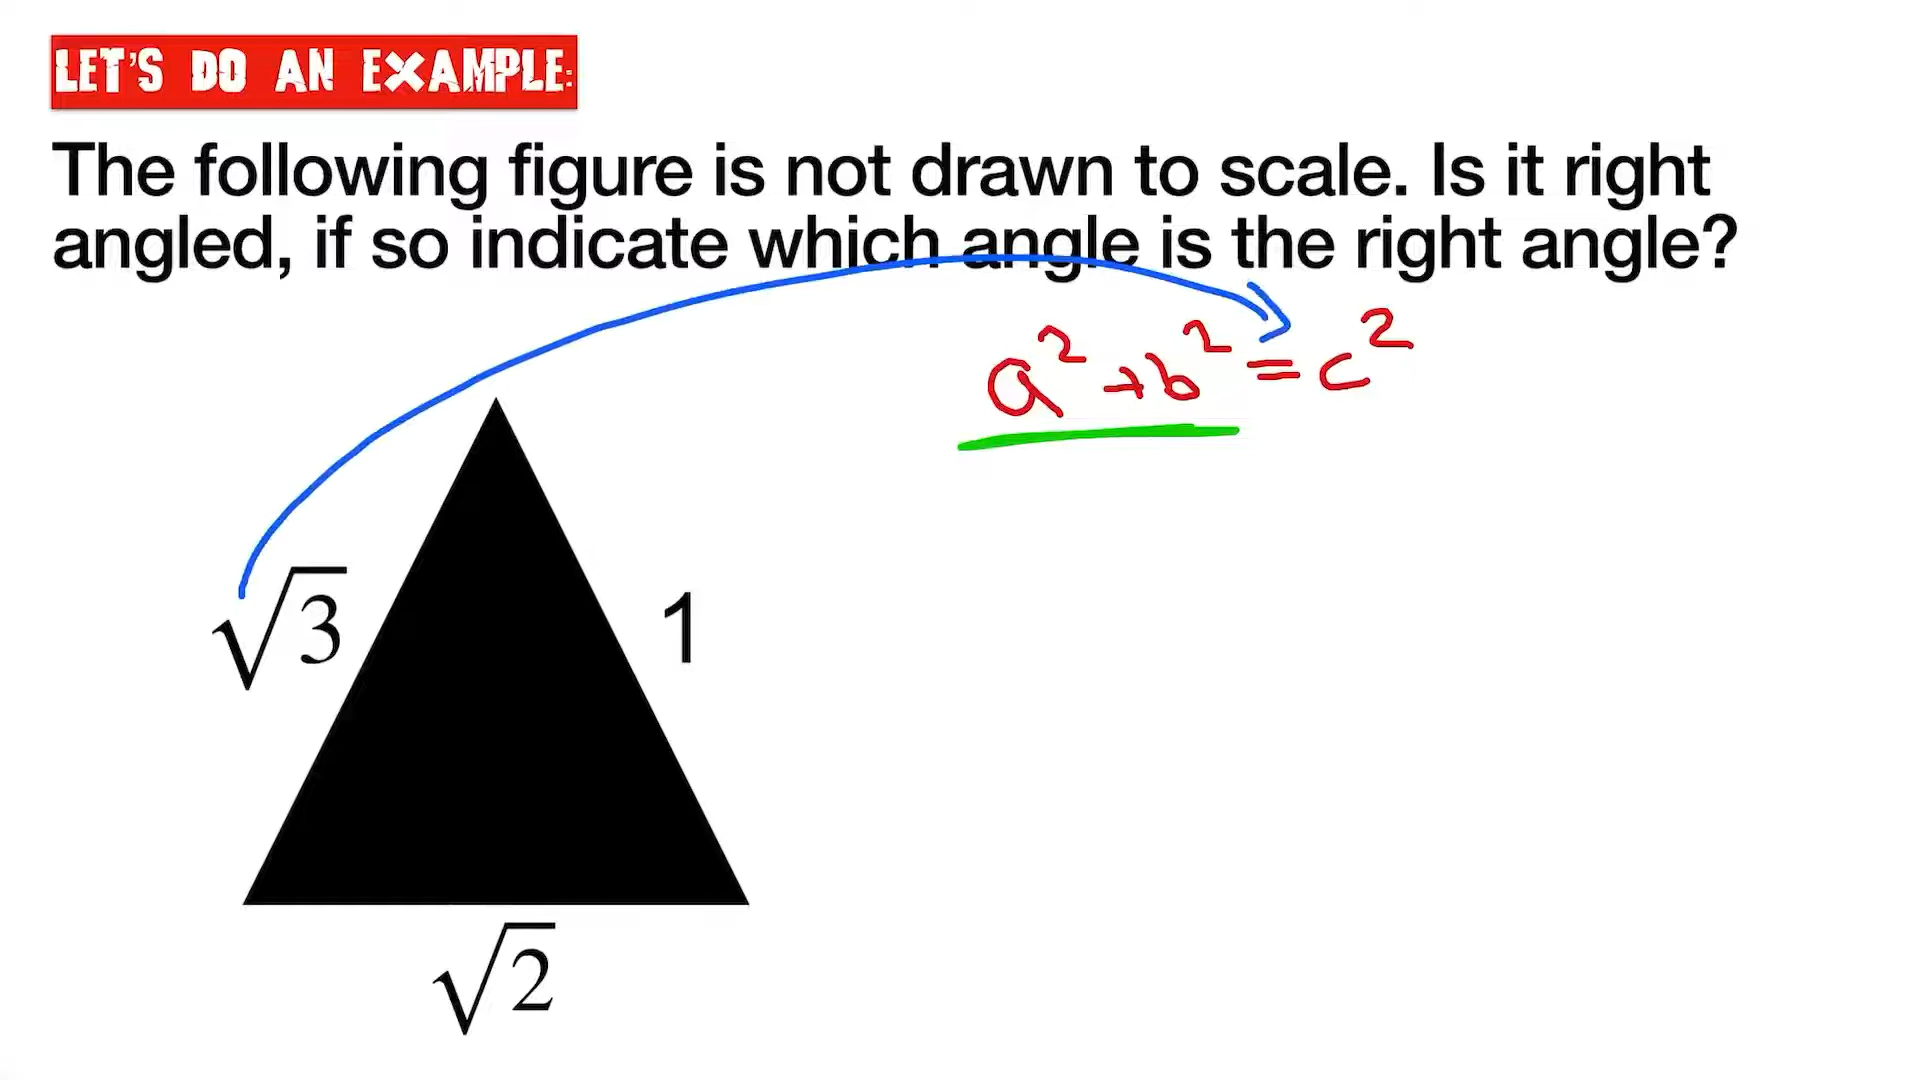 LET'S DO AN EXAMPLE:
The following figure is not drawn to scale. Is it right
angled, if so indicate which angle is the right angle?
a² + b² = c²
√3
1
√2